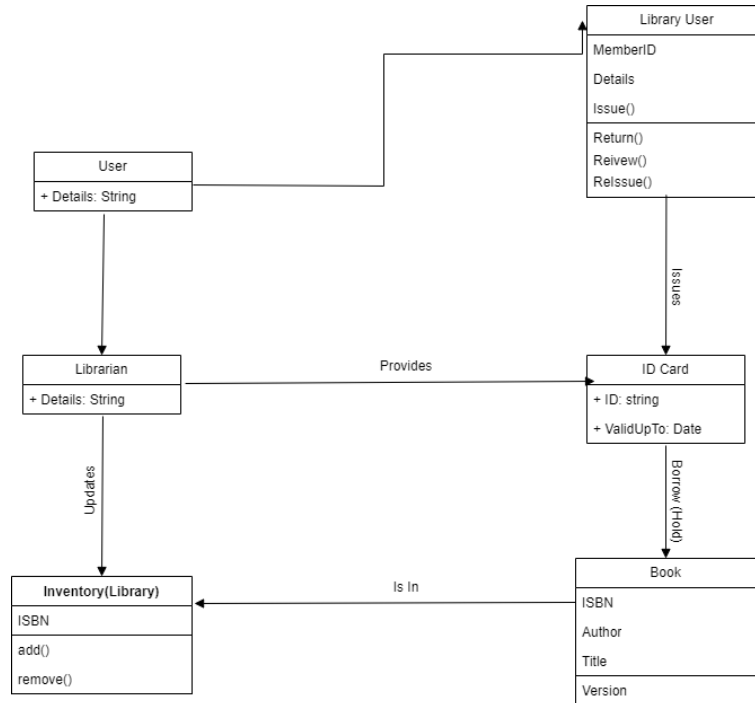 Library User
MemberID
Details
Issue()
Return()
Reivew()
ReIssue()
User
+ Details: String
Issues
Librarian
+ Details: String
Provides
ID Card
+ ID: string
+ ValidUpTo: Date
Updates
Borrow (Hold)
Inventory(Library)
ISBN
add()
remove()
Is In
Book
ISBN
Author
Title
Version